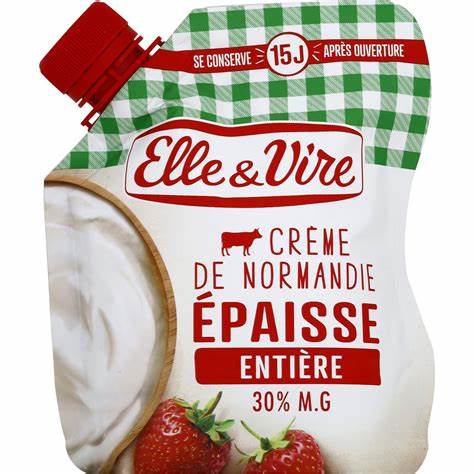 SE CONSERVE 15J APRÈS OUVERTURE
Elle & Vire
CRÈME
DE NORMANDIE
ÉPAISSE
ENTIÈRE
30% M.G